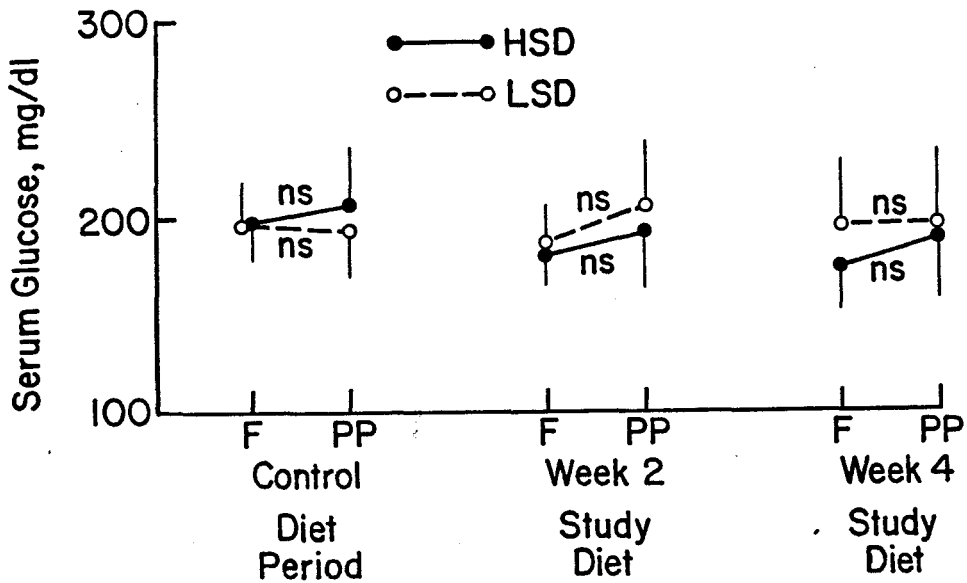 Serum Glucose, mg/dl
300
200
100
HSD
LSD
ns
ns
ns
ns
ns
ns
F PP F PP F PP
Control Week 2 Week 4
Diet Study Study
Period Diet Diet